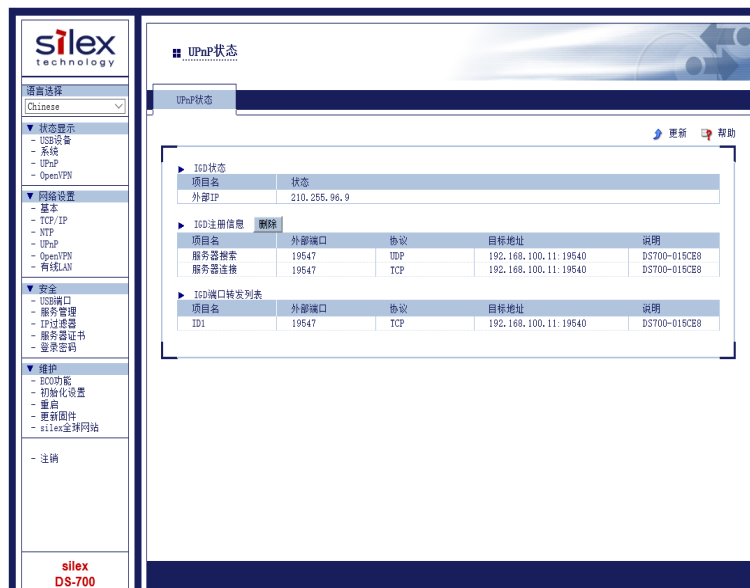 silex
technology
语言选择
Chinese
▼ 状态显示
- USB设备
- 系统
- UPnP
- OpenVPN
▼ 网络设置
- 基本
- TCP/IP
- NTP
- UPnP
- OpenVPN
- 有线LAN
▼ 安全
- USB端口
- 服务管理
- IP过滤器
- 服务器证书
- 登录密码
▼ 维护
- ECO功能
- 初始化设置
- 重启
- 更新固件
- silex全球网站
- 注销
silex
DS-700
UPnP状态
UPnP状态
更新 帮助
IGD状态
项目名 状态
外部IP 210.255.96.9
IGD注册信息 删除
项目名 外部端口 协议 目标地址 说明
服务器搜索 19547 UDP 192.168.100.11:19540 DS700-015CE8
服务器连接 19547 TCP 192.168.100.11:19540 DS700-015CE8
IGD端口转发列表
项目名 外部端口 协议 目标地址 说明
ID1 19547 TCP 192.168.100.11:19540 DS700-015CE8